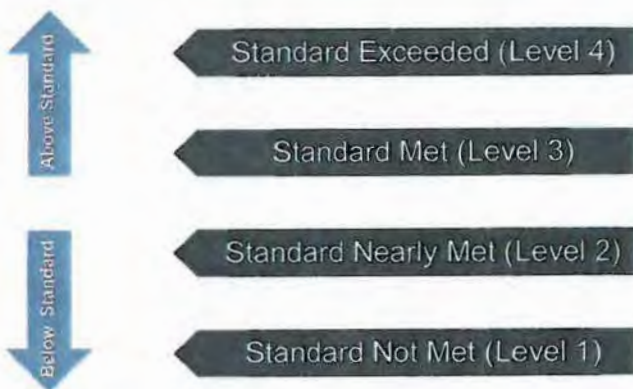 Above Standard
Standard Exceeded (Level 4)
Standard Met (Level 3)
Below Standard
Standard Nearly Met (Level 2)
Standard Not Met (Level 1)